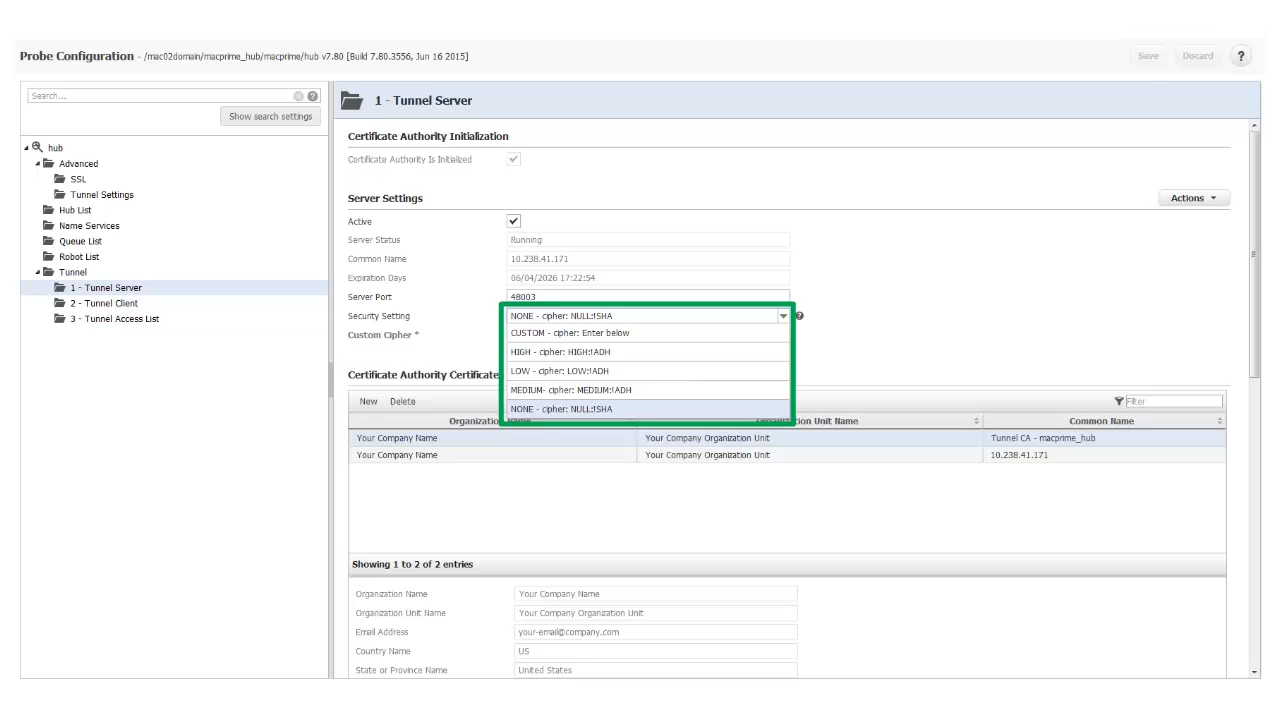 Probe Configuration - /mac02domain/macprime_hub/macprime/hub v7.80 [Build 7.80.3556, Jun 16 2015]
Save Discard ?
Search...
Show search settings
hub
Advanced
SSL
Tunnel Settings
Hub List
Name Services
Queue List
Robot List
Tunnel
1 - Tunnel Server
2 - Tunnel Client
3 - Tunnel Access List
1 - Tunnel Server
Certificate Authority Initialization
Certificate Authority Is Initialized
Server Settings
Actions
Active
Server Status Running
Common Name 10.238.41.171
Expiration Days 06/04/2026 17:22:54
Server Port 48003
Security Setting NONE - cipher: NULL:!SHA
Custom Cipher *
CUSTOM - cipher: Enter below
HIGH - cipher: HIGH:!ADH
LOW - cipher: LOW:!ADH
MEDIUM- cipher: MEDIUM:!ADH
NONE - cipher: NULL:!SHA
Certificate Authority Certificate
New Delete Filter
Organization Name Organization Unit Name Common Name
Your Company Name Your Company Organization Unit Tunnel CA - macprime_hub
Your Company Name Your Company Organization Unit 10.238.41.171
Showing 1 to 2 of 2 entries
Organization Name Your Company Name
Organization Unit Name Your Company Organization Unit
Email Address your-email@company.com
Country Name US
State or Province Name United States